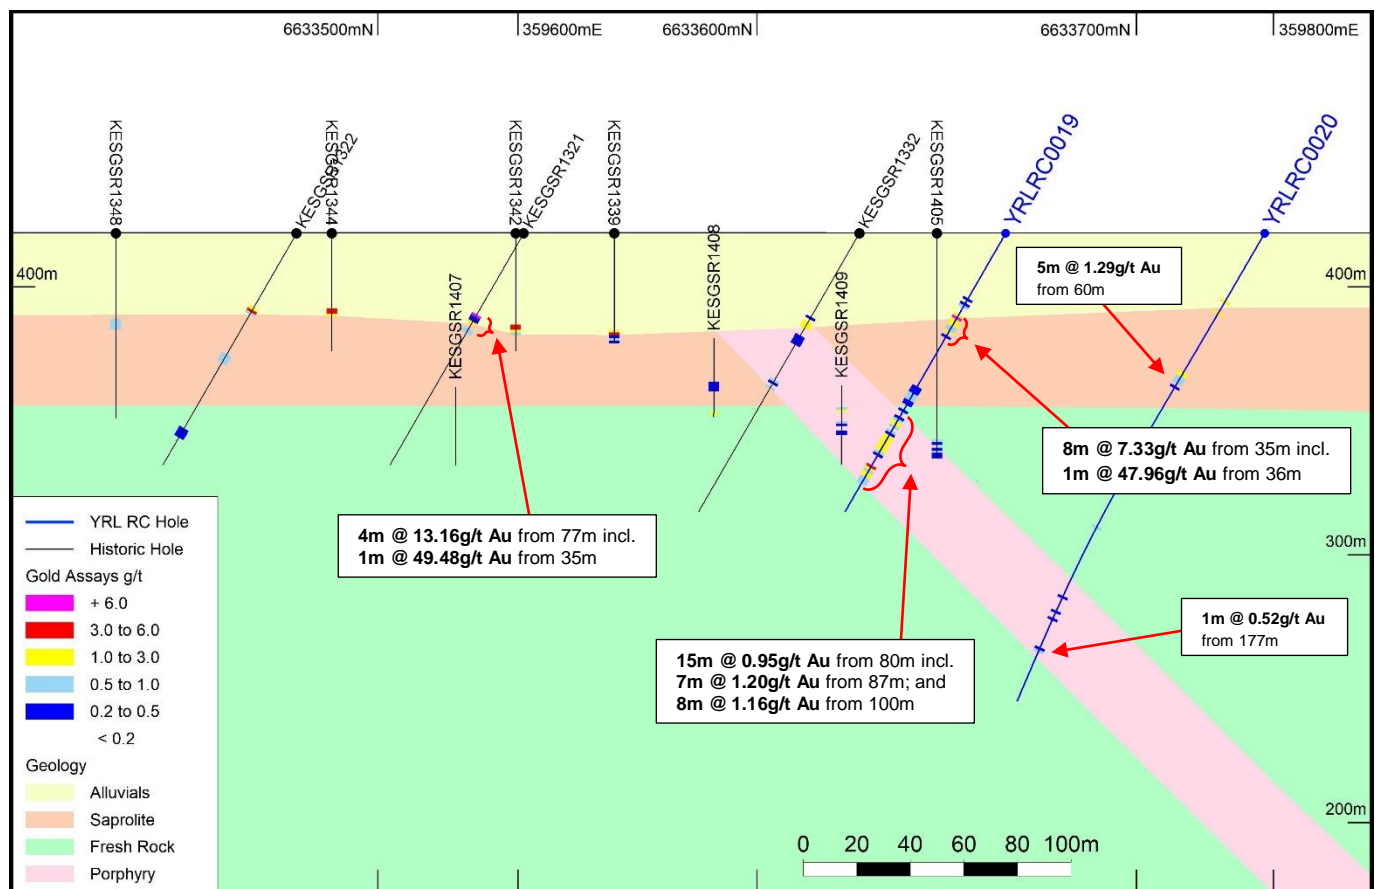 6633500mN
359600mE
6633600mN
6633700mN
359800mE
KESGSR1348
KESGSR1322
KESGSR1344
KESGSR1342
KESGSR1321
KESGSR1339
KESGSR1332
KESGSR1405
YRLRC0019
YRLRC0020
KESGSR1407
KESGSR1408
KESGSR1409
400m
400m
5m @ 1.29g/t Au
from 60m
8m @ 7.33g/t Au from 35m incl.
1m @ 47.96g/t Au from 36m
4m @ 13.16g/t Au from 77m incl.
1m @ 49.48g/t Au from 35m
300m
1m @ 0.52g/t Au
from 177m
15m @ 0.95g/t Au from 80m incl.
7m @ 1.20g/t Au from 87m; and
8m @ 1.16g/t Au from 100m
200m
YRL RC Hole
Historic Hole
Gold Assays g/t
+ 6.0
3.0 to 6.0
1.0 to 3.0
0.5 to 1.0
0.2 to 0.5
< 0.2
Geology
Alluvials
Saprolite
Fresh Rock
Porphyry
0 20 40 60 80 100m